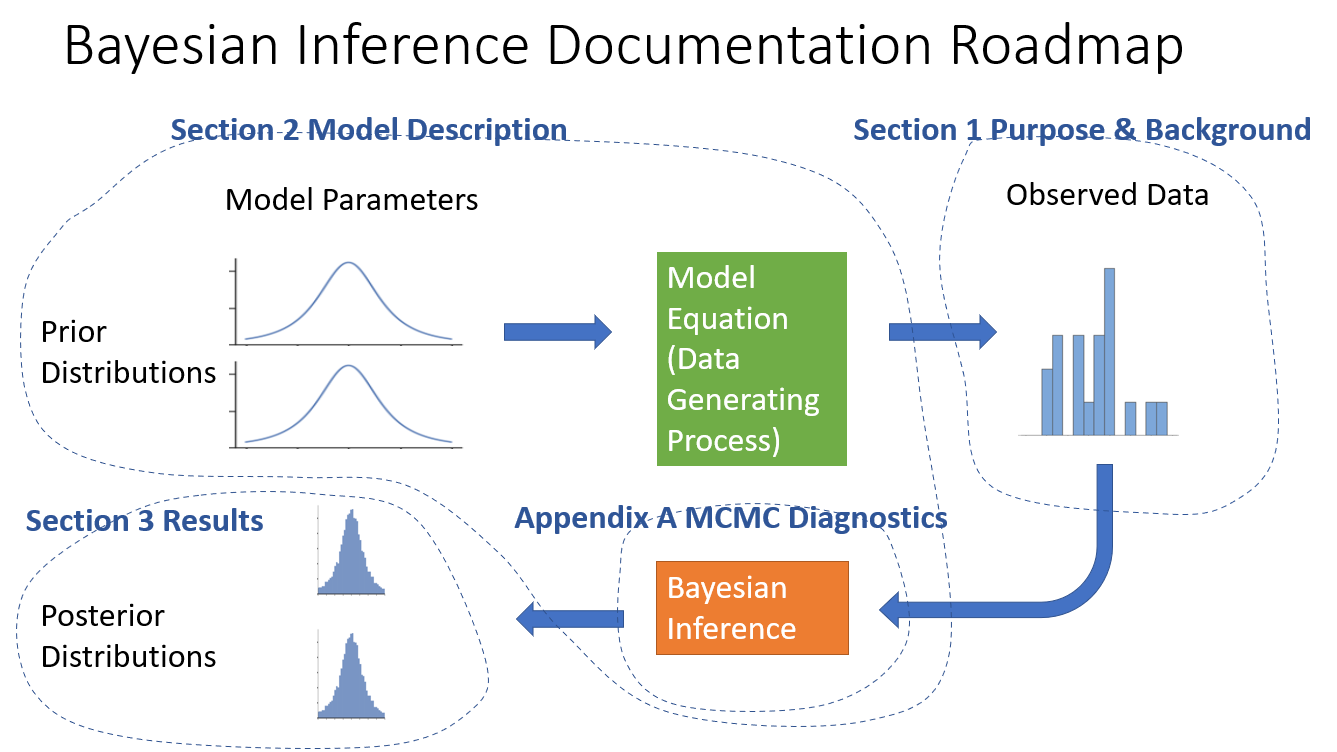 Bayesian Inference Documentation Roadmap
Section 2 Model Description
Section 1 Purpose & Background
Model Parameters
Observed Data
Prior
Distributions
Model
Equation
(Data
Generating
Process)
Section 3 Results
Appendix A MCMC Diagnostics
Posterior
Distributions
Bayesian
Inference